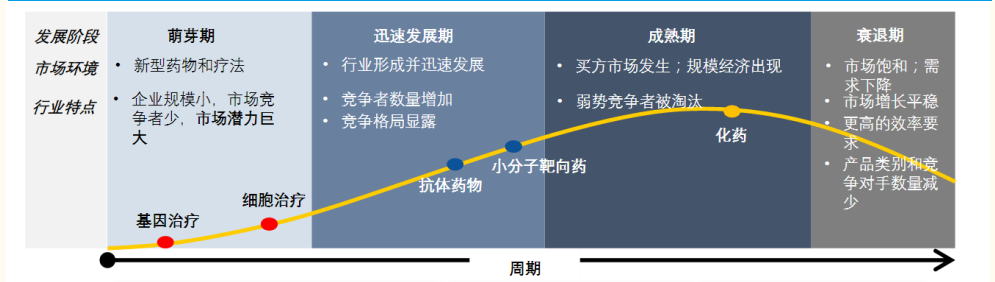 发展阶段
萌芽期
迅速发展期
成熟期
衰退期
市场环境
• 新型药物和疗法
• 行业形成并迅速发展
• 买方市场发生；规模经济出现
• 市场饱和；需
求下降
行业特点
• 企业规模小，市场竞
争者少，市场潜力巨
大
• 竞争者数量增加
• 竞争格局显露
• 弱势竞争者被淘汰
• 市场增长平稳
• 更高的效率要
求
• 产品类别和竞
争对手数量减
少
基因治疗
细胞治疗
抗体药物
小分子靶向药
化药
周期